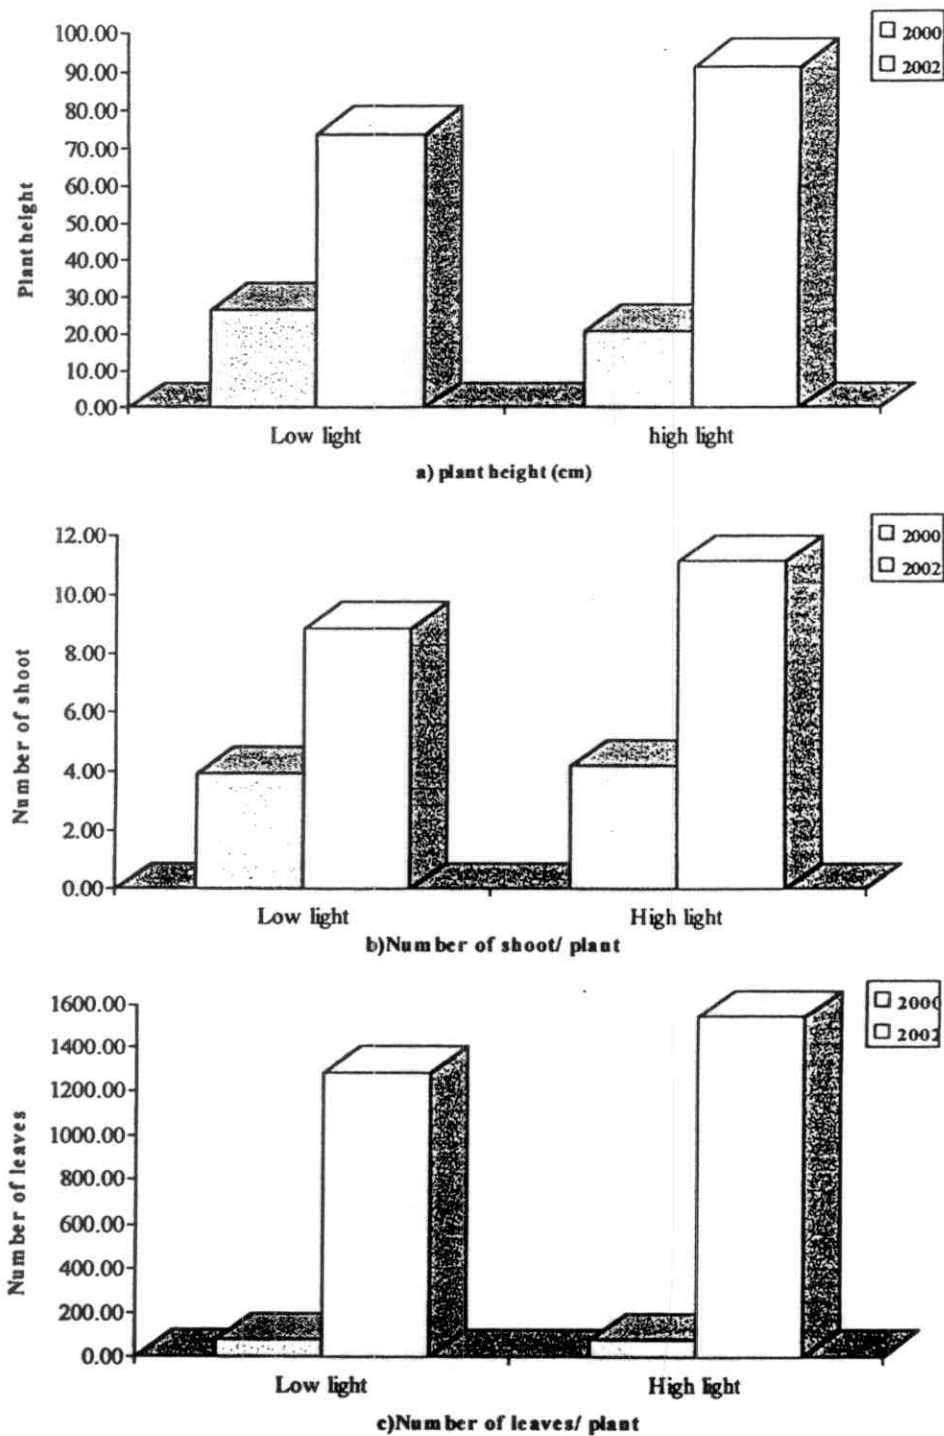 100.00
90.00
80.00
70.00
60.00
50.00
40.00
30.00
20.00
10.00
0.00
Plant height
2000
2002
Low light
high light
a) plant height (cm)
12.00
10.00
8.00
6.00
4.00
2.00
0.00
Number of shoot
2000
2002
Low light
High light
b)Number of shoot/ plant
1600.00
1400.00
1200.00
1000.00
800.00
600.00
400.00
200.00
0.00
Number of leaves
2000
2002
Low light
High light
c)Number of leaves/ plant